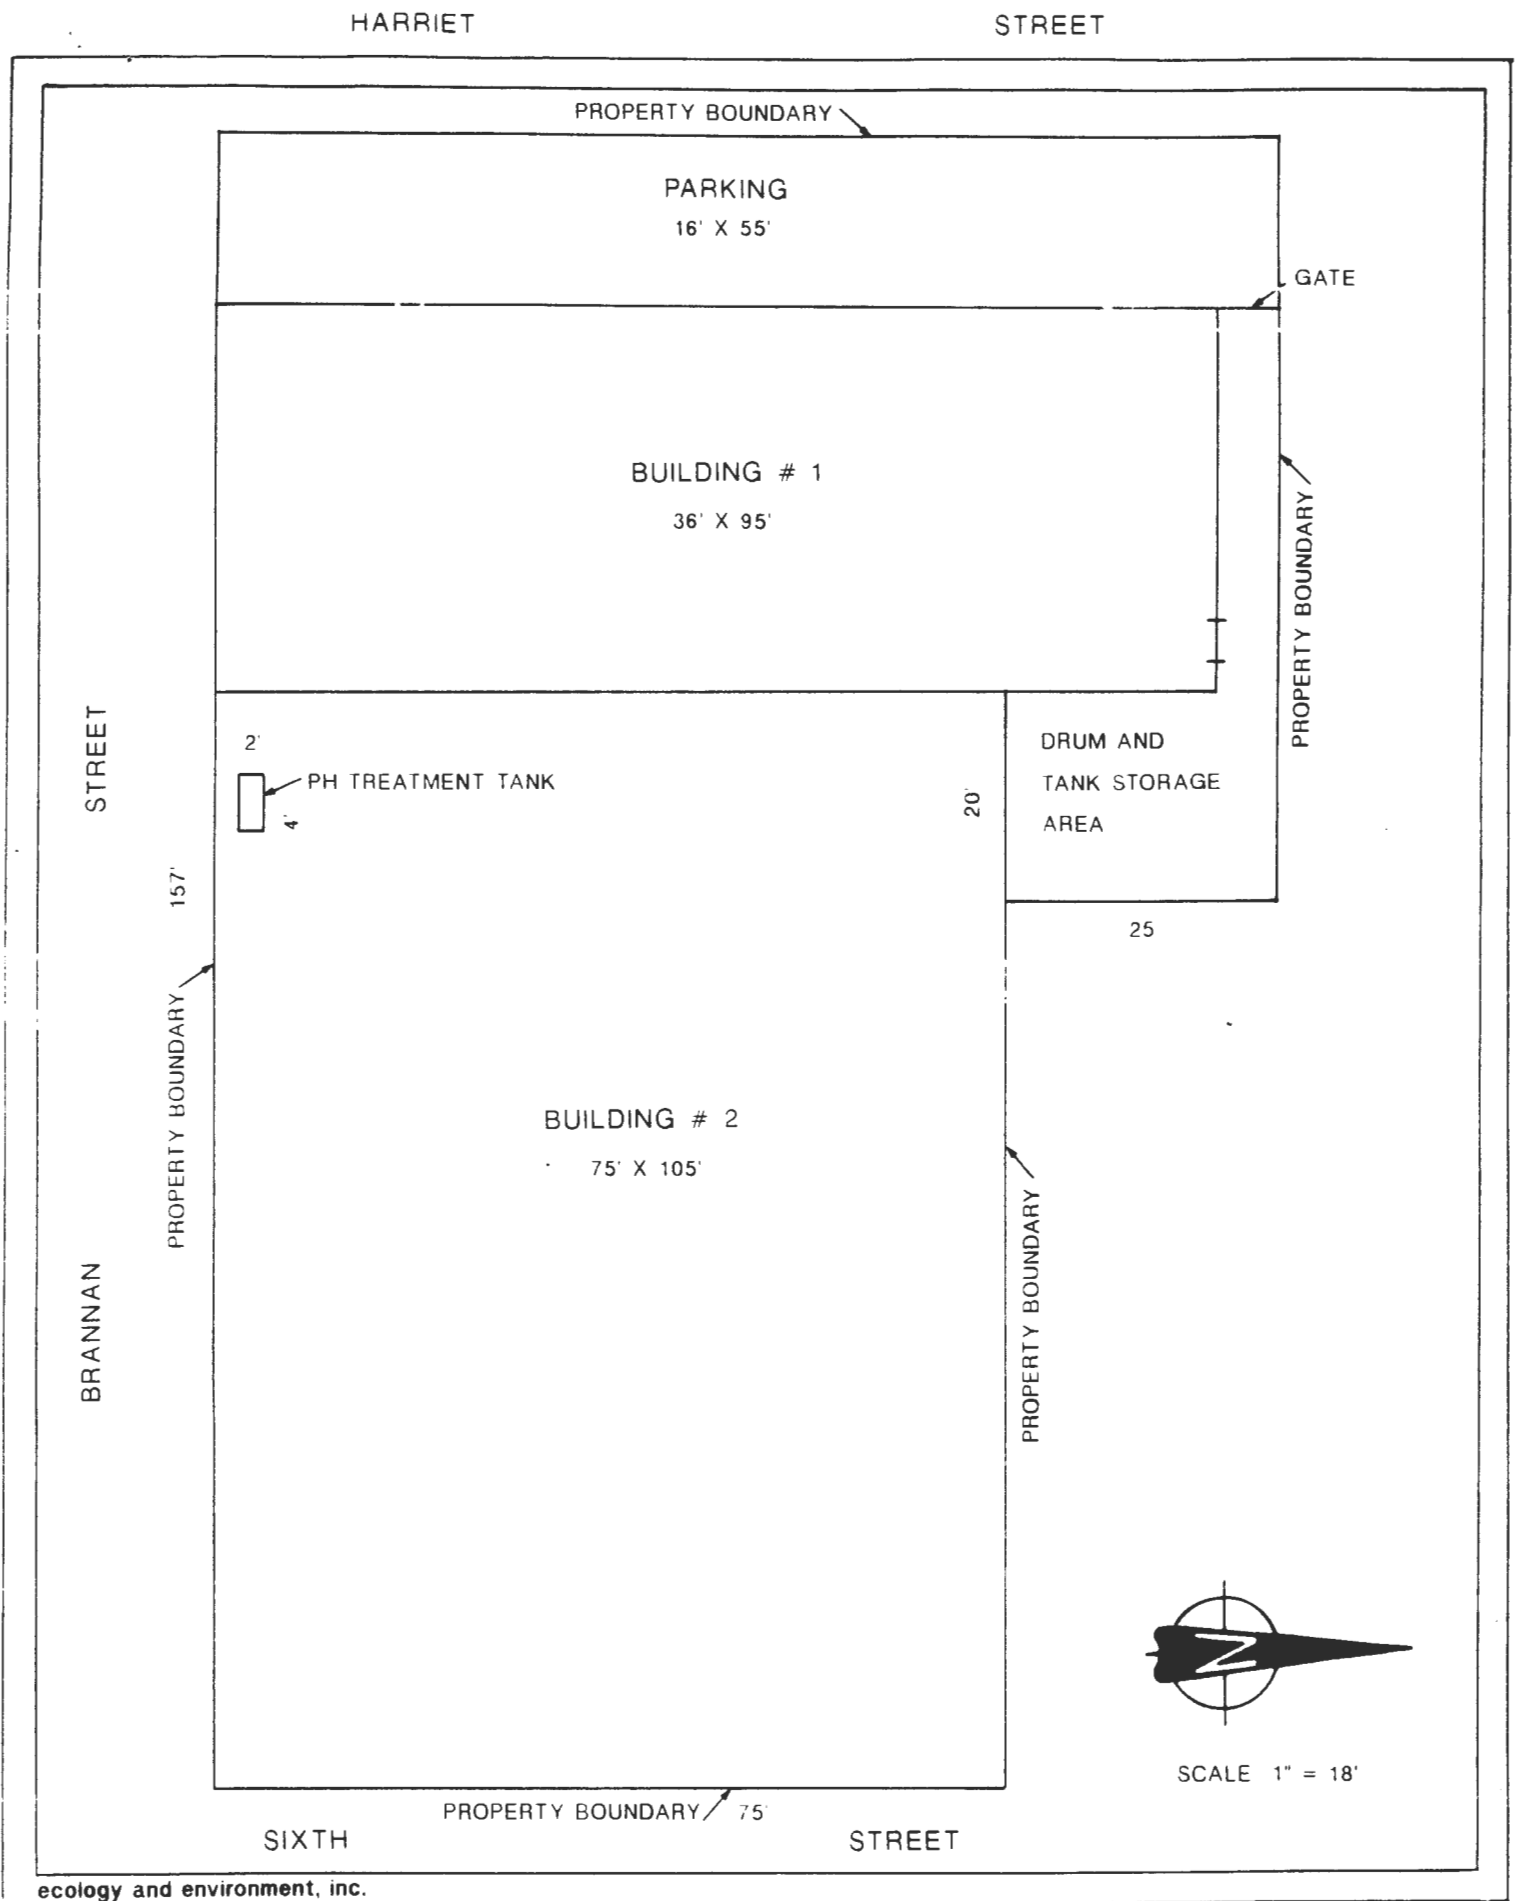 HARRIET STREET
PROPERTY BOUNDARY
PARKING
16' X 55'
GATE
BUILDING # 1
36' X 95'
PROPERTY BOUNDARY
STREET
2'
PH TREATMENT TANK
4'
20'
DRUM AND
TANK STORAGE
AREA
25
157'
PROPERTY BOUNDARY
BRANNAN
BUILDING # 2
75' X 105'
PROPERTY BOUNDARY
N
SCALE 1" = 18'
PROPERTY BOUNDARY 75'
SIXTH STREET
ecology and environment, inc.